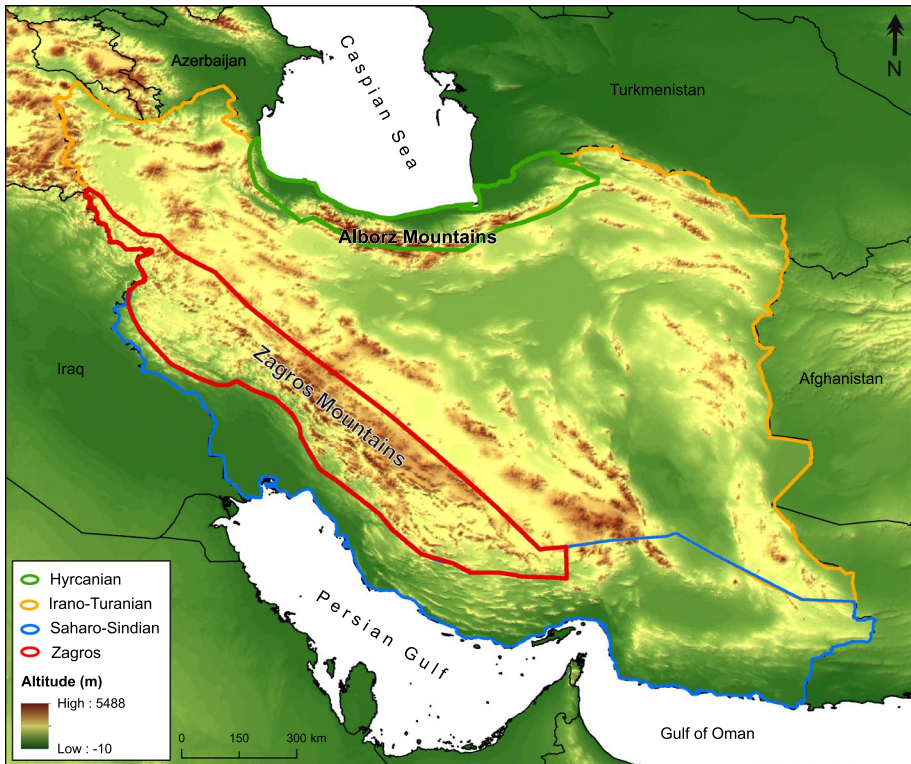 Azerbaijan
Caspian Sea
Turkmenistan
N
Alborz Mountains
Iraq
Zagros Mountains
Afghanistan
Persian Gulf
Gulf of Oman
Hyrcanian
Irano-Turanian
Saharo-Sindian
Zagros
Altitude (m)
High : 5488
Low : -10
0 150 300 km